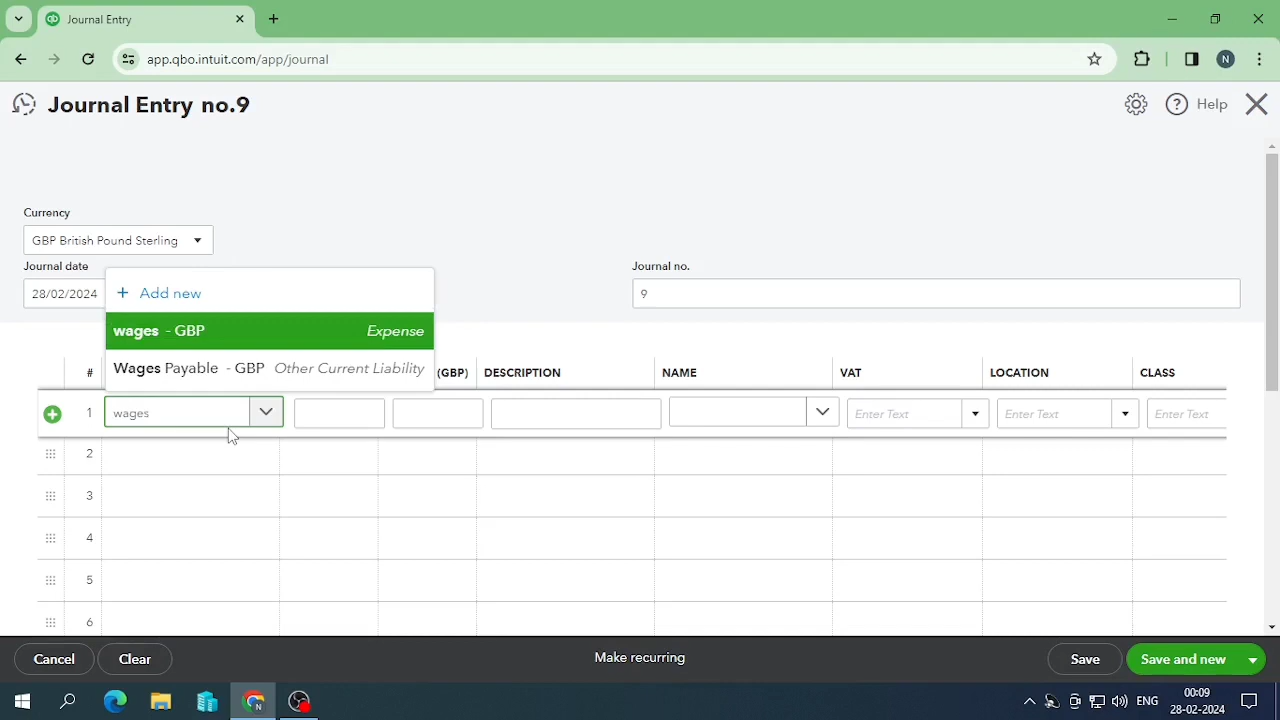 Journal Entry
app.qbo.intuit.com/app/journal
N
Journal Entry no.9
Help
Currency
GBP British Pound Sterling
Journal date
Journal no.
28/02/2024
9
+ Add new
wages - GBP Expense
Wages Payable - GBP Other Current Liability
# (GBP) DESCRIPTION NAME VAT LOCATION CLASS
1 wages Enter Text Enter Text Enter Text
2
3
4
5
6
Cancel Clear Make recurring Save Save and new
ENG
00:09
28-02-2024